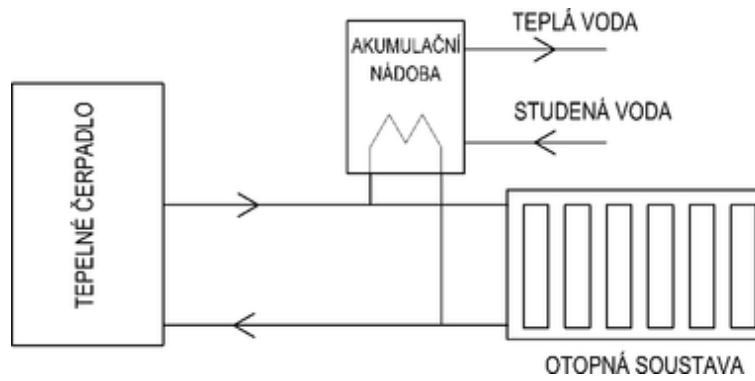 TEPLÁ VODA
AKUMULAČNÍ
NÁDOBA
STUDENÁ VODA
TEPELNÉ ČERPADLO
OTOPNÁ SOUSTAVA